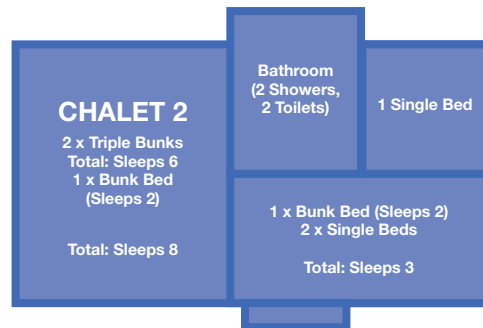 CHALET 2
2 x Triple Bunks
Total: Sleeps 6
1 x Bunk Bed
(Sleeps 2)
Total: Sleeps 8
Bathroom
(2 Showers,
2 Toilets)
1 Single Bed
1 x Bunk Bed (Sleeps 2)
2 x Single Beds
Total: Sleeps 3